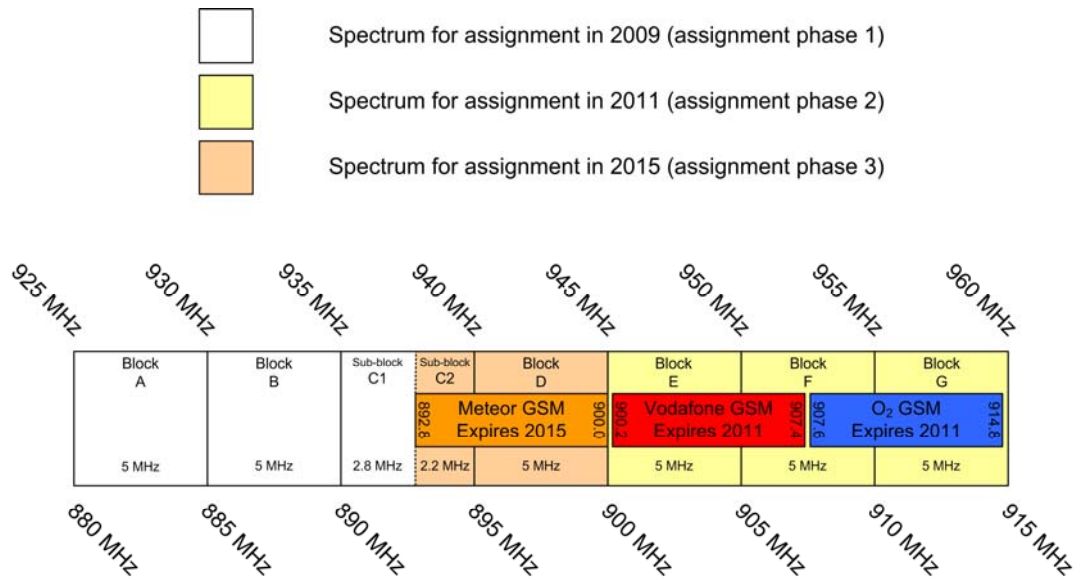 Spectrum for assignment in 2009 (assignment phase 1)
Spectrum for assignment in 2011 (assignment phase 2)
Spectrum for assignment in 2015 (assignment phase 3)
925 MHz
930 MHz
935 MHz
940 MHz
945 MHz
950 MHz
955 MHz
960 MHz
Block
A
Block
B
Sub-block
C1
Sub-block
C2
Block
D
Block
E
Block
F
Block
G
892.8
Meteor GSM
Expires 2015
900.0
900.2
Vodafone GSM
Expires 2011
907.4
907.6
O₂ GSM
Expires 2011
914.8
5 MHz
5 MHz
2.8 MHz
2.2 MHz
5 MHz
5 MHz
5 MHz
5 MHz
880 MHz
885 MHz
890 MHz
895 MHz
900 MHz
905 MHz
910 MHz
915 MHz